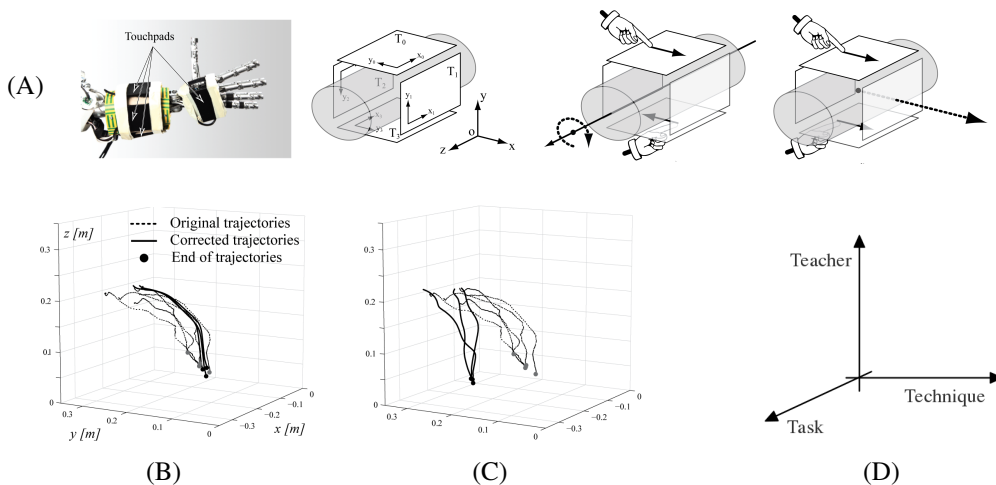 (A)
Touchpads
T0
y0
x0
T1
T2
y2
y1
x1
x3
y3
T3
y
o
x
z
z [m]
Original trajectories
Corrected trajectories
End of trajectories
0.3
0.2
0.1
0
0.3
0.2
0.1
0
−0.3
−0.2
−0.1
0
y [m]
x [m]
(B)
0.3
0.2
0.1
0
0.3
0.2
0.1
0
−0.3
−0.2
−0.1
0
(C)
Teacher
Technique
Task
(D)